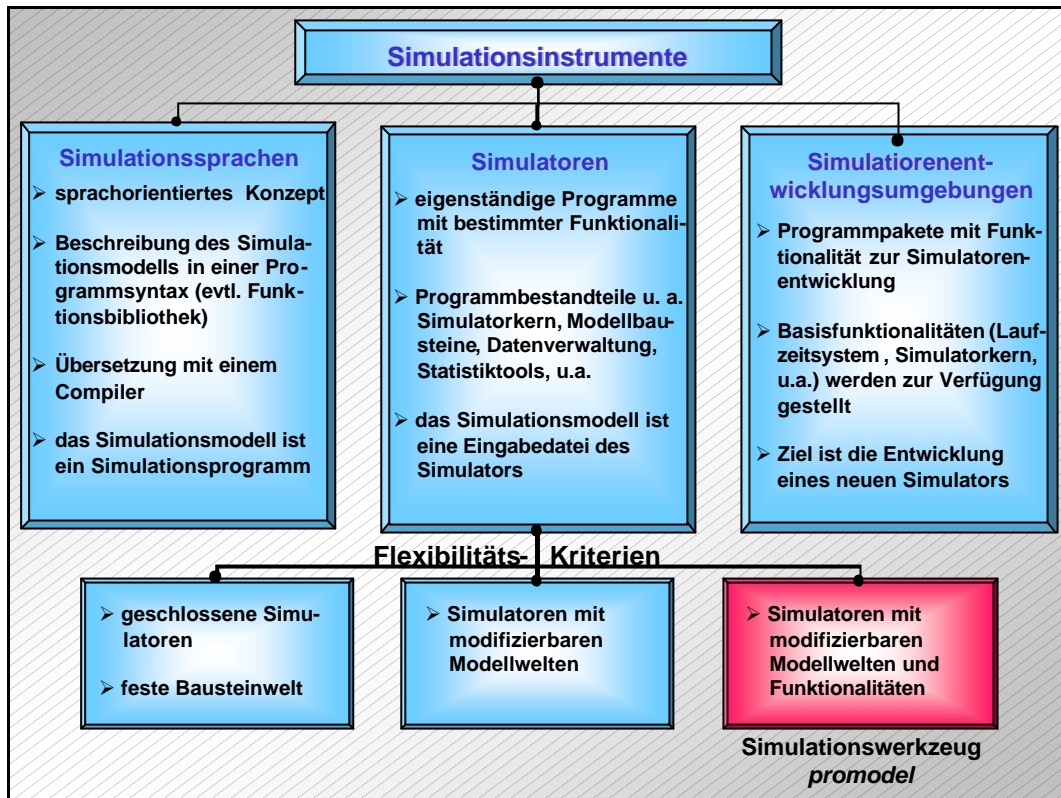 Simulationsinstrumente
Simulationssprachen
➢ sprachorientiertes Konzept
➢ Beschreibung des Simula-
tionsmodells in einer Pro-
grammsyntax (evtl. Funk-
tionsbibliothek)
➢ Übersetzung mit einem
Compiler
➢ das Simulationsmodell ist
ein Simulationsprogramm
Simulatoren
➢ eigenständige Programme
mit bestimmter Funktionali-
tät
➢ Programmbestandteile u. a.
Simulatorkern, Modellbau-
steine, Datenverwaltung,
Statistiktools, u.a.
➢ das Simulationsmodell ist
eine Eingabedatei des
Simulators
Simulatiorenent-
wicklungsumgebungen
➢ Programmpakete mit Funk-
tionalität zur Simulatoren-
entwicklung
➢ Basisfunktionalitäten (Lauf-
zeitsystem , Simulatorkern,
u.a.) werden zur Verfügung
gestellt
➢ Ziel ist die Entwicklung
eines neuen Simulators
Flexibilitäts- Kriterien
➢ geschlossene Simu-
latoren
➢ feste Bausteinwelt
➢ Simulatoren mit
modifizierbaren
Modellwelten
➢ Simulatoren mit
modifizierbaren
Modellwelten und
Funktionalitäten
Simulationswerkzeug
promodel